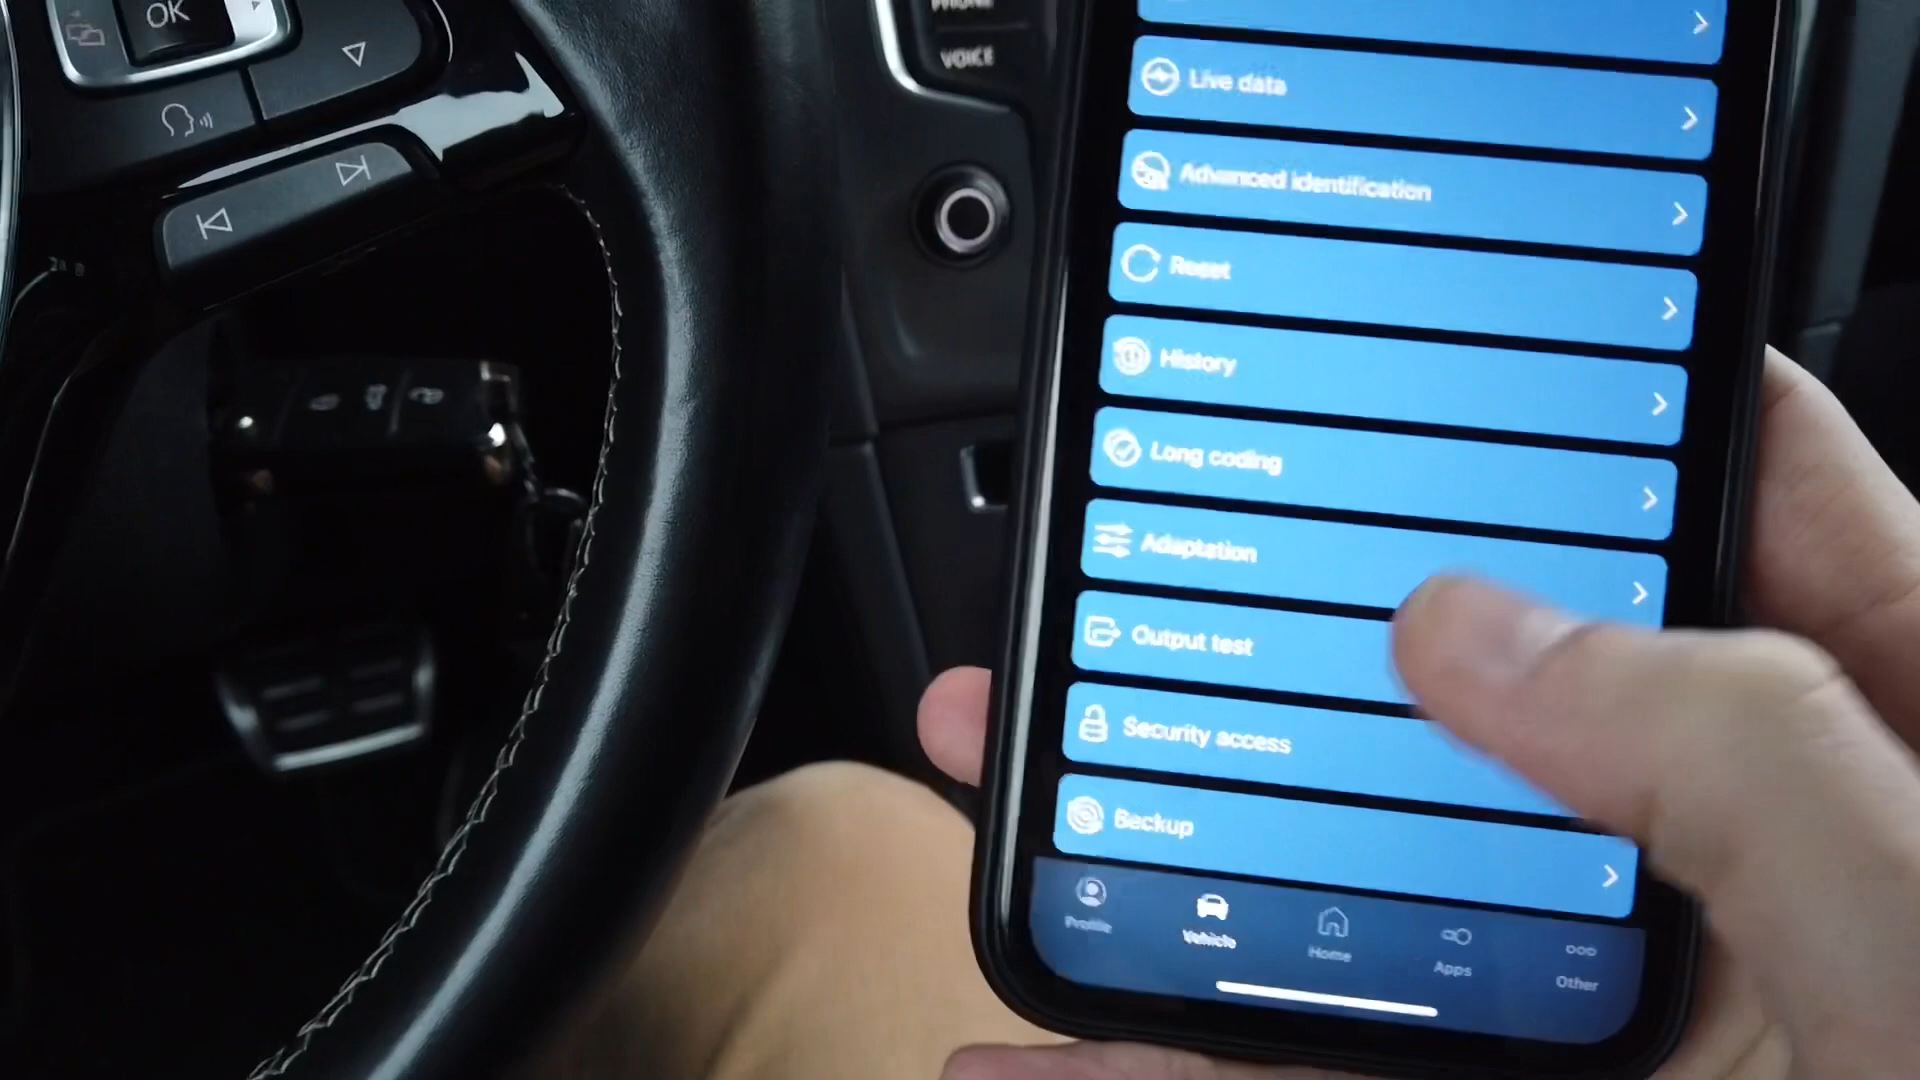 OK
PHONE
VOICE
Live data
Advanced identification
Reset
History
Long coding
Adaptation
Output test
Security access
Backup
Profile
Vehicle
Home
Apps
Other